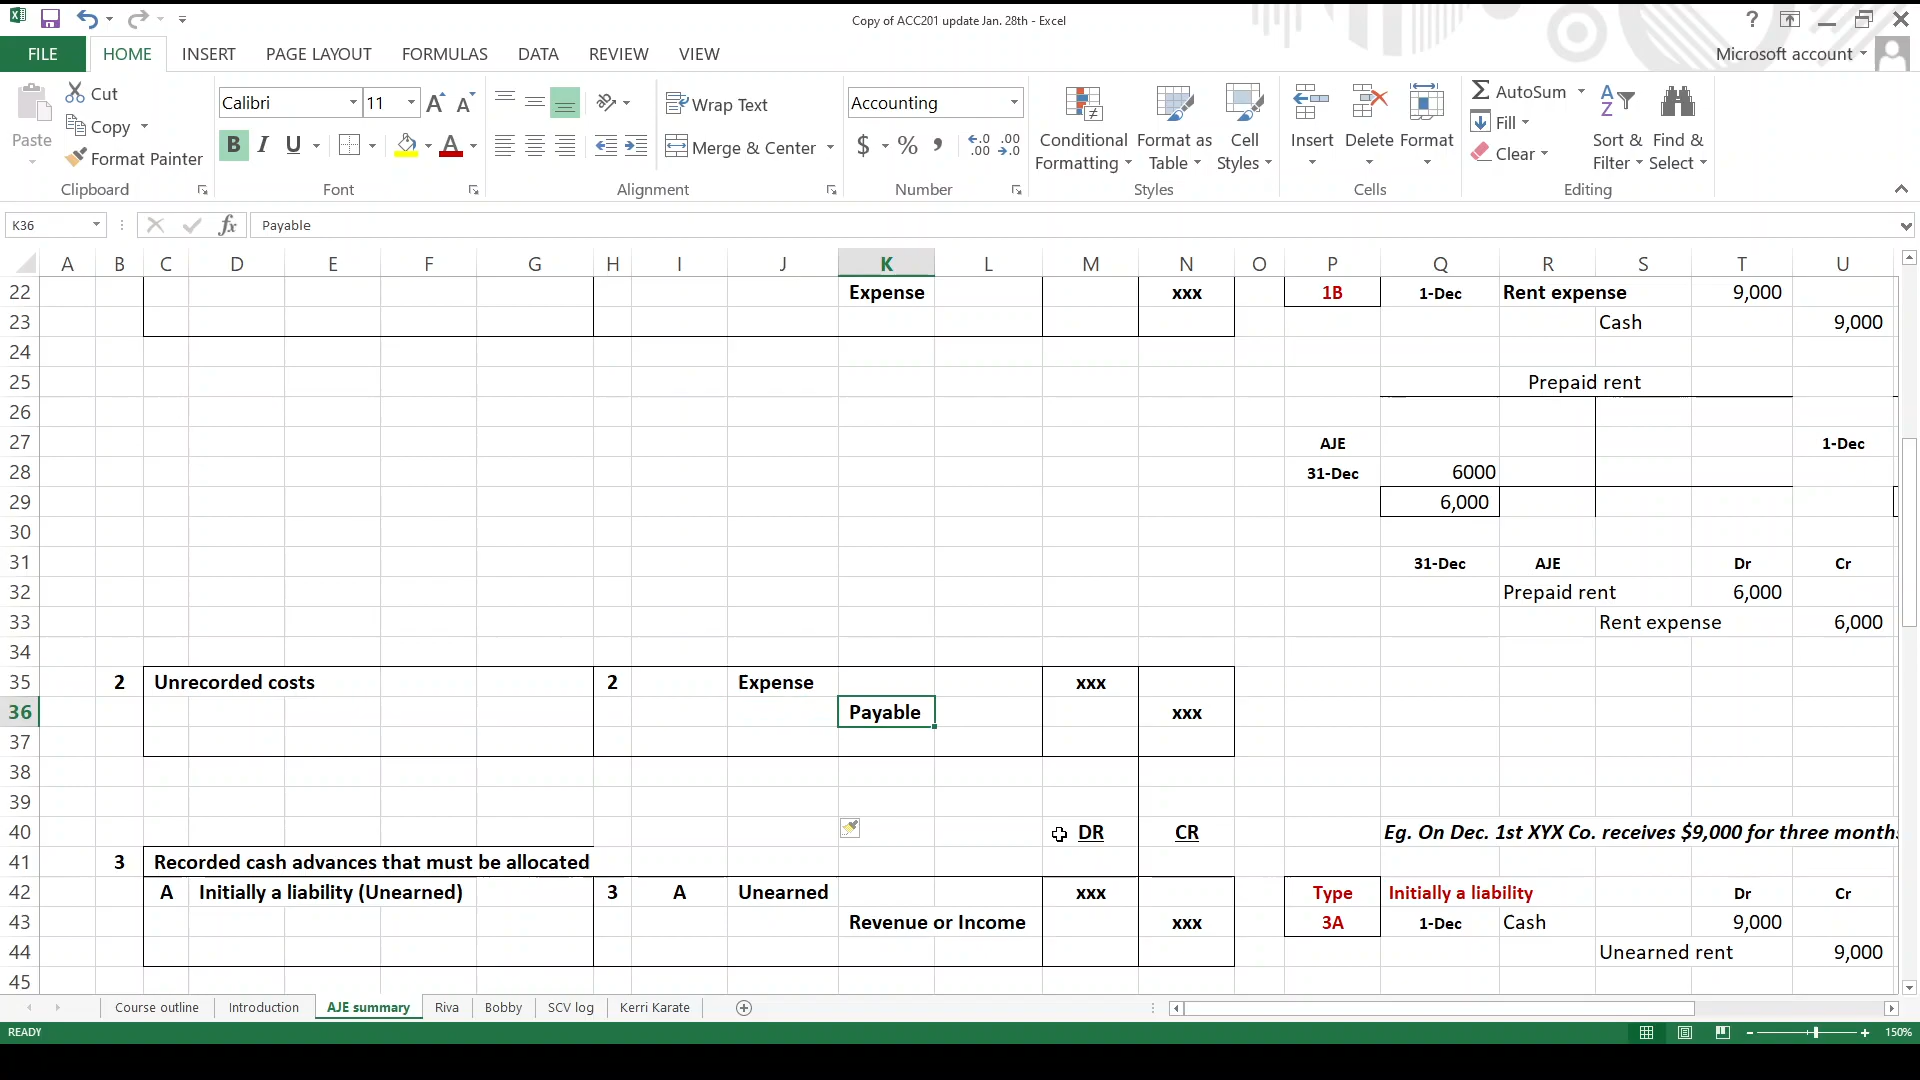 Copy of ACC201 update Jan. 28th - Excel
?
FILE HOME INSERT PAGE LAYOUT FORMULAS DATA REVIEW VIEW Microsoft account
Paste Cut Copy Format Painter
Clipboard
Calibri 11
B I U
Font
Wrap Text
Merge & Center
Alignment
Accounting
$ % , .0 .00 .00 .0
Number
Conditional Formatting Format as Table Cell Styles
Styles
Insert Delete Format
Cells
AutoSum Fill Clear Sort & Filter Find & Select
Editing
K36 fx Payable
A B C D E F G H I J K L M N O P Q R S T U
22 Expense xxx 1B 1-Dec Rent expense 9,000
23 Cash 9,000
24
25 Prepaid rent
26
27 AJE 1-Dec
28 31-Dec 6000
29 6,000
30
31 31-Dec AJE Dr Cr
32 Prepaid rent 6,000
33 Rent expense 6,000
34
35 2 Unrecorded costs 2 Expense xxx
36 Payable xxx
37
38
39
40 DR CR Eg. On Dec. 1st XYX Co. receives $9,000 for three months
41 3 Recorded cash advances that must be allocated
42 A Initially a liability (Unearned) 3 A Unearned xxx Type Initially a liability Dr Cr
43 Revenue or Income xxx 3A 1-Dec Cash 9,000
44 Unearned rent 9,000
45
Course outline Introduction AJE summary Riva Bobby SCV log Kerri Karate
READY 150%